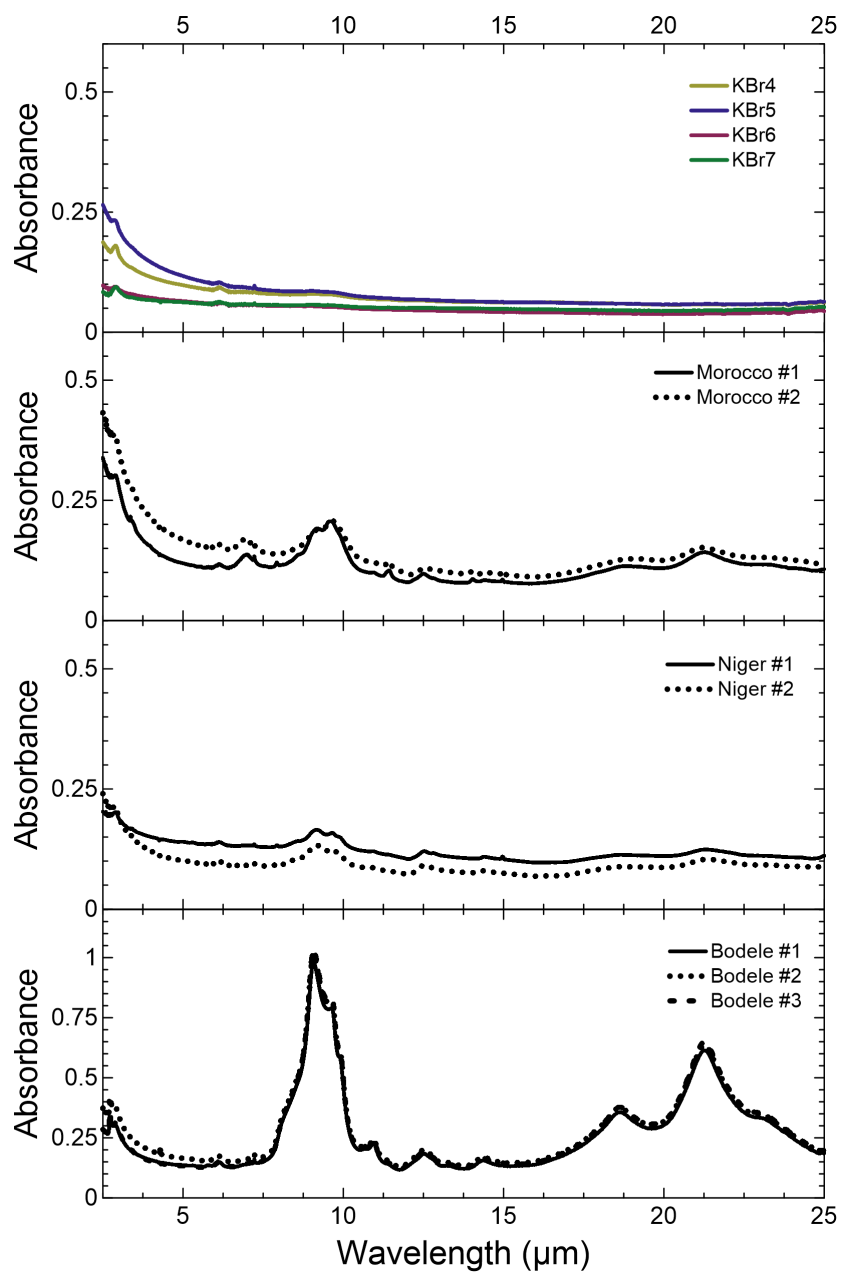 5 10 15 20 25
Absorbance
0.5
0.25
0
KBr4
KBr5
KBr6
KBr7
Absorbance
0.5
0.25
0
Morocco #1
Morocco #2
Absorbance
0.5
0.25
0
Niger #1
Niger #2
Absorbance
1
0.75
0.5
0.25
0
Bodele #1
Bodele #2
Bodele #3
5 10 15 20 25
Wavelength (µm)